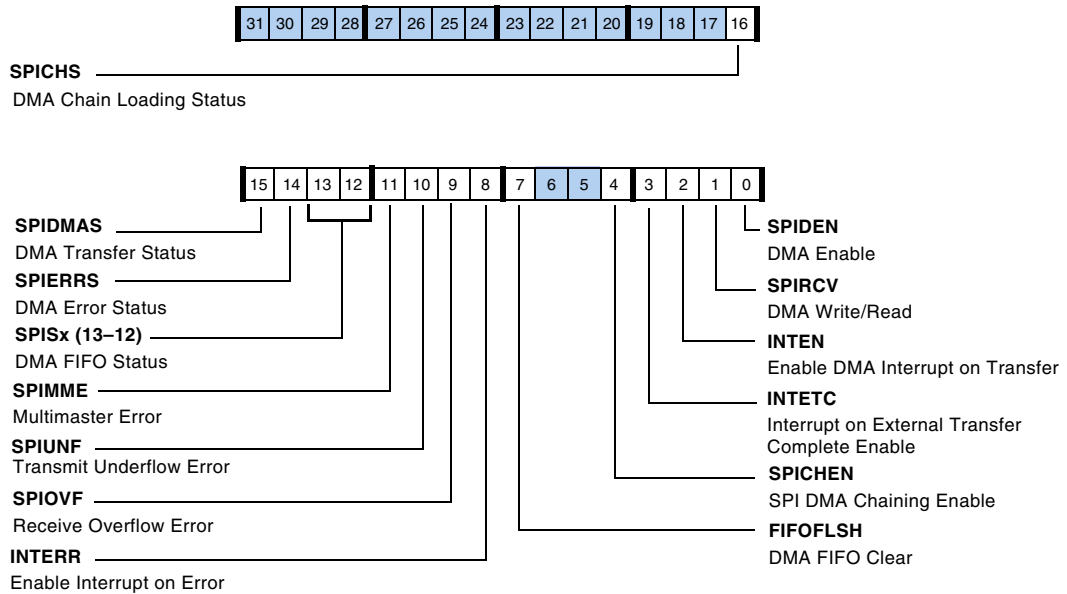 31 30 29 28 27 26 25 24 23 22 21 20 19 18 17 16
SPICHS
DMA Chain Loading Status
15 14 13 12 11 10 9 8 7 6 5 4 3 2 1 0
SPIDMAS
DMA Transfer Status
SPIERRS
DMA Error Status
SPISx (13–12)
DMA FIFO Status
SPIMME
Multimaster Error
SPIUNF
Transmit Underflow Error
SPIOVF
Receive Overflow Error
INTERR
Enable Interrupt on Error
SPIDEN
DMA Enable
SPIRCV
DMA Write/Read
INTEN
Enable DMA Interrupt on Transfer
INTETC
Interrupt on External Transfer
Complete Enable
SPICHEN
SPI DMA Chaining Enable
FIFOFLSH
DMA FIFO Clear